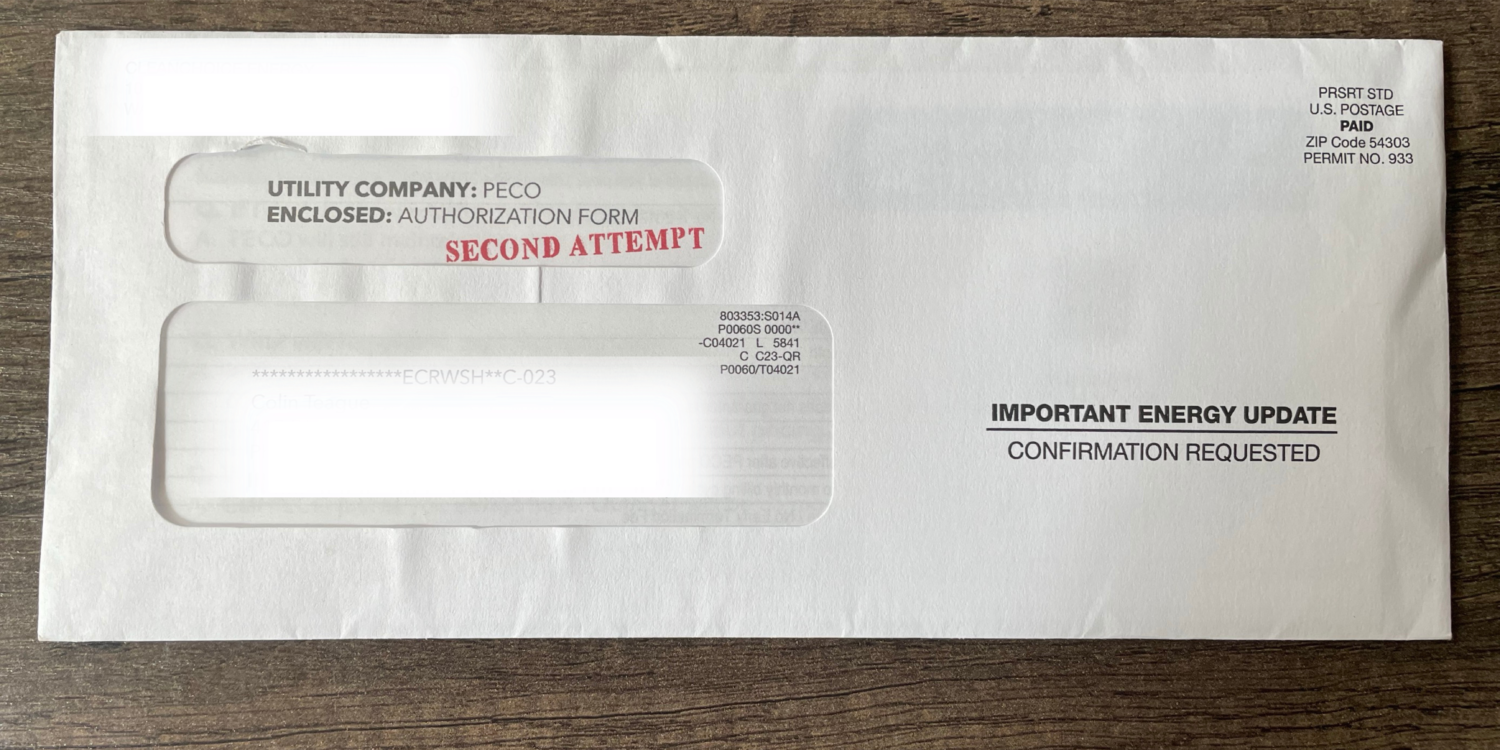 PRSRT STD
U.S. POSTAGE
PAID
ZIP Code 54303
PERMIT NO. 933
UTILITY COMPANY: PECO
ENCLOSED: AUTHORIZATION FORM
SECOND ATTEMPT
803353:S014A
P0060S 0000**
-C04021 L 5841
C C23-QR
P0060/T04021
*****************ECRWSH**C-023
IMPORTANT ENERGY UPDATE
CONFIRMATION REQUESTED